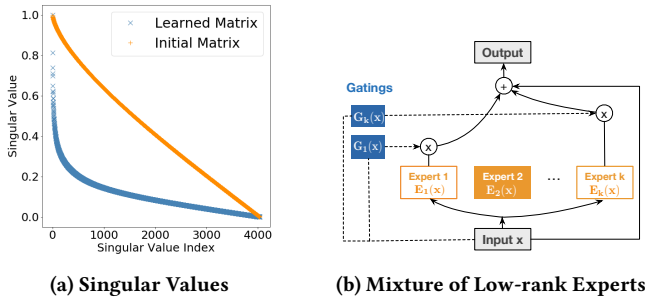 1.0
0.8
0.6
0.4
0.2
0.0
Singular Value
Learned Matrix
Initial Matrix
0 1000 2000 3000 4000
Singular Value Index
(a) Singular Values
Output
+
Gatings
Gk(x)
G1(x)
x
x
Expert 1
E1(x)
Expert 2
E2(x)
...
Expert k
Ek(x)
Input x
(b) Mixture of Low-rank Experts